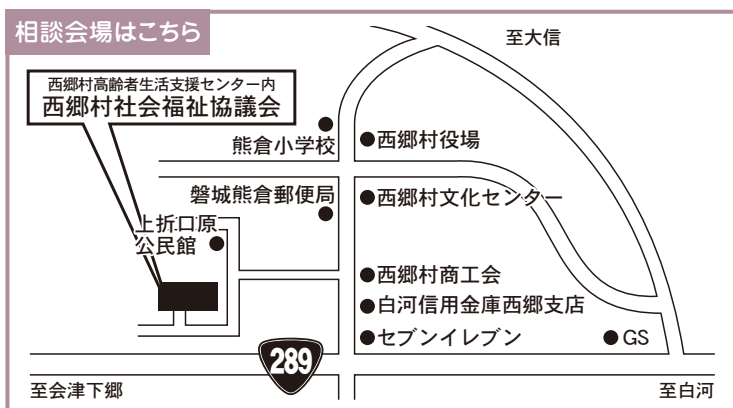 相談会場はこちら
至大信
西郷村高齢者生活支援センター内
西郷村社会福祉協議会
熊倉小学校
西郷村役場
磐城熊倉郵便局
西郷村文化センター
上折口原
公民館
西郷村商工会
白河信用金庫西郷支店
セブンイレブン
GS
289
至会津下郷
至白河